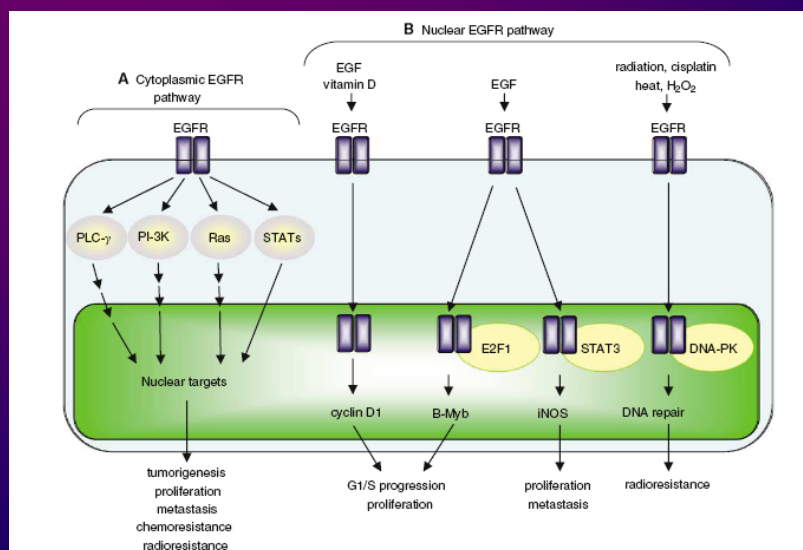 B Nuclear EGFR pathway
A Cytoplasmic EGFR
pathway
EGF
vitamin D
EGF
radiation, cisplatin
heat, H₂O₂
EGFR
EGFR
EGFR
EGFR
PLC-γ
PI-3K
Ras
STATs
E2F1
STAT3
DNA-PK
Nuclear targets
cyclin D1
B-Myb
iNOS
DNA repair
tumorigenesis
proliferation
metastasis
chemoresistance
radioresistance
G1/S progression
proliferation
proliferation
metastasis
radioresistance